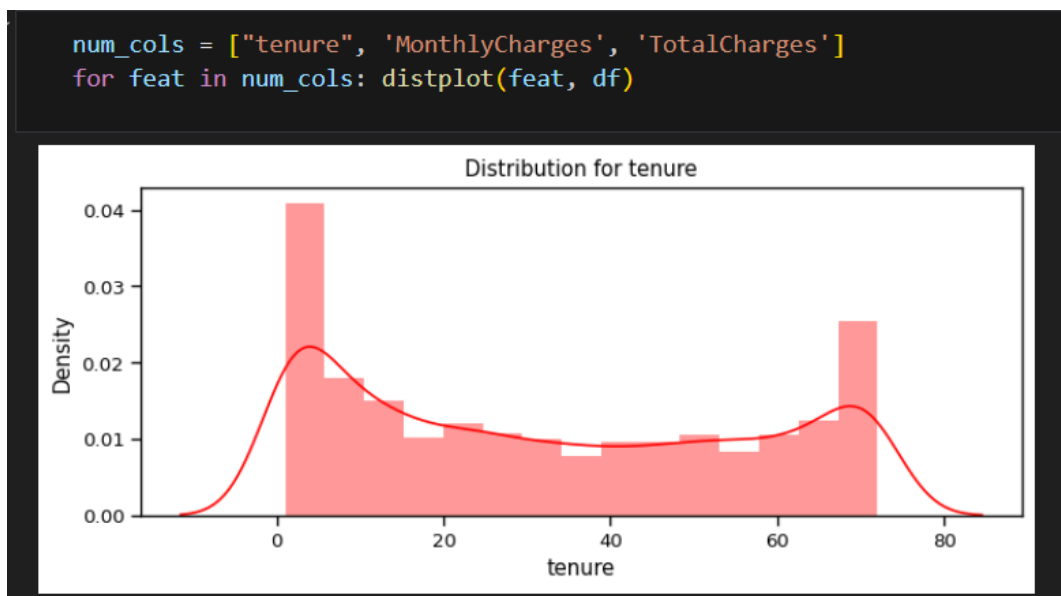 num_cols = ["tenure", 'MonthlyCharges', 'TotalCharges']
for feat in num_cols: distplot(feat, df)
Distribution for tenure
0.04
0.03
0.02
0.01
0.00
Density
0
20
40
60
80
tenure